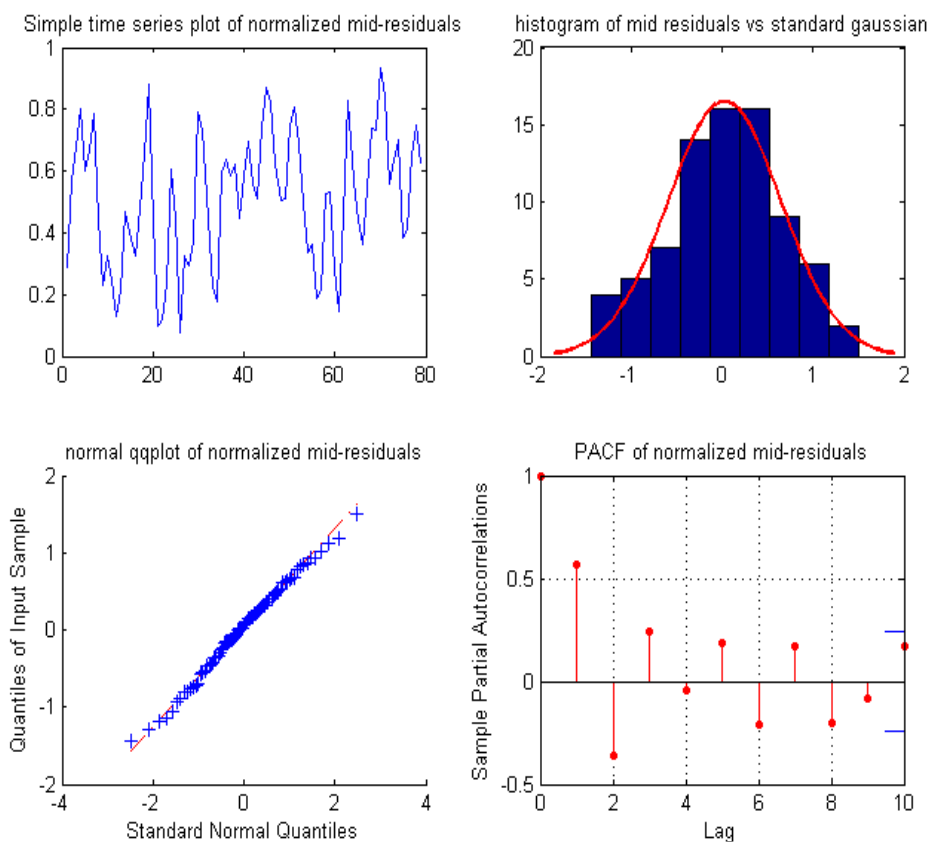 Simple time series plot of normalized mid-residuals
1
0.8
0.6
0.4
0.2
0
0 20 40 60 80
histogram of mid residuals vs standard gaussian
20
15
10
5
0
-2 -1 0 1 2
normal qqplot of normalized mid-residuals
Quantiles of Input Sample
2
1
0
-1
-2
-4 -2 0 2 4
Standard Normal Quantiles
PACF of normalized mid-residuals
Sample Partial Autocorrelations
1
0.5
0
-0.5
0 2 4 6 8 10
Lag